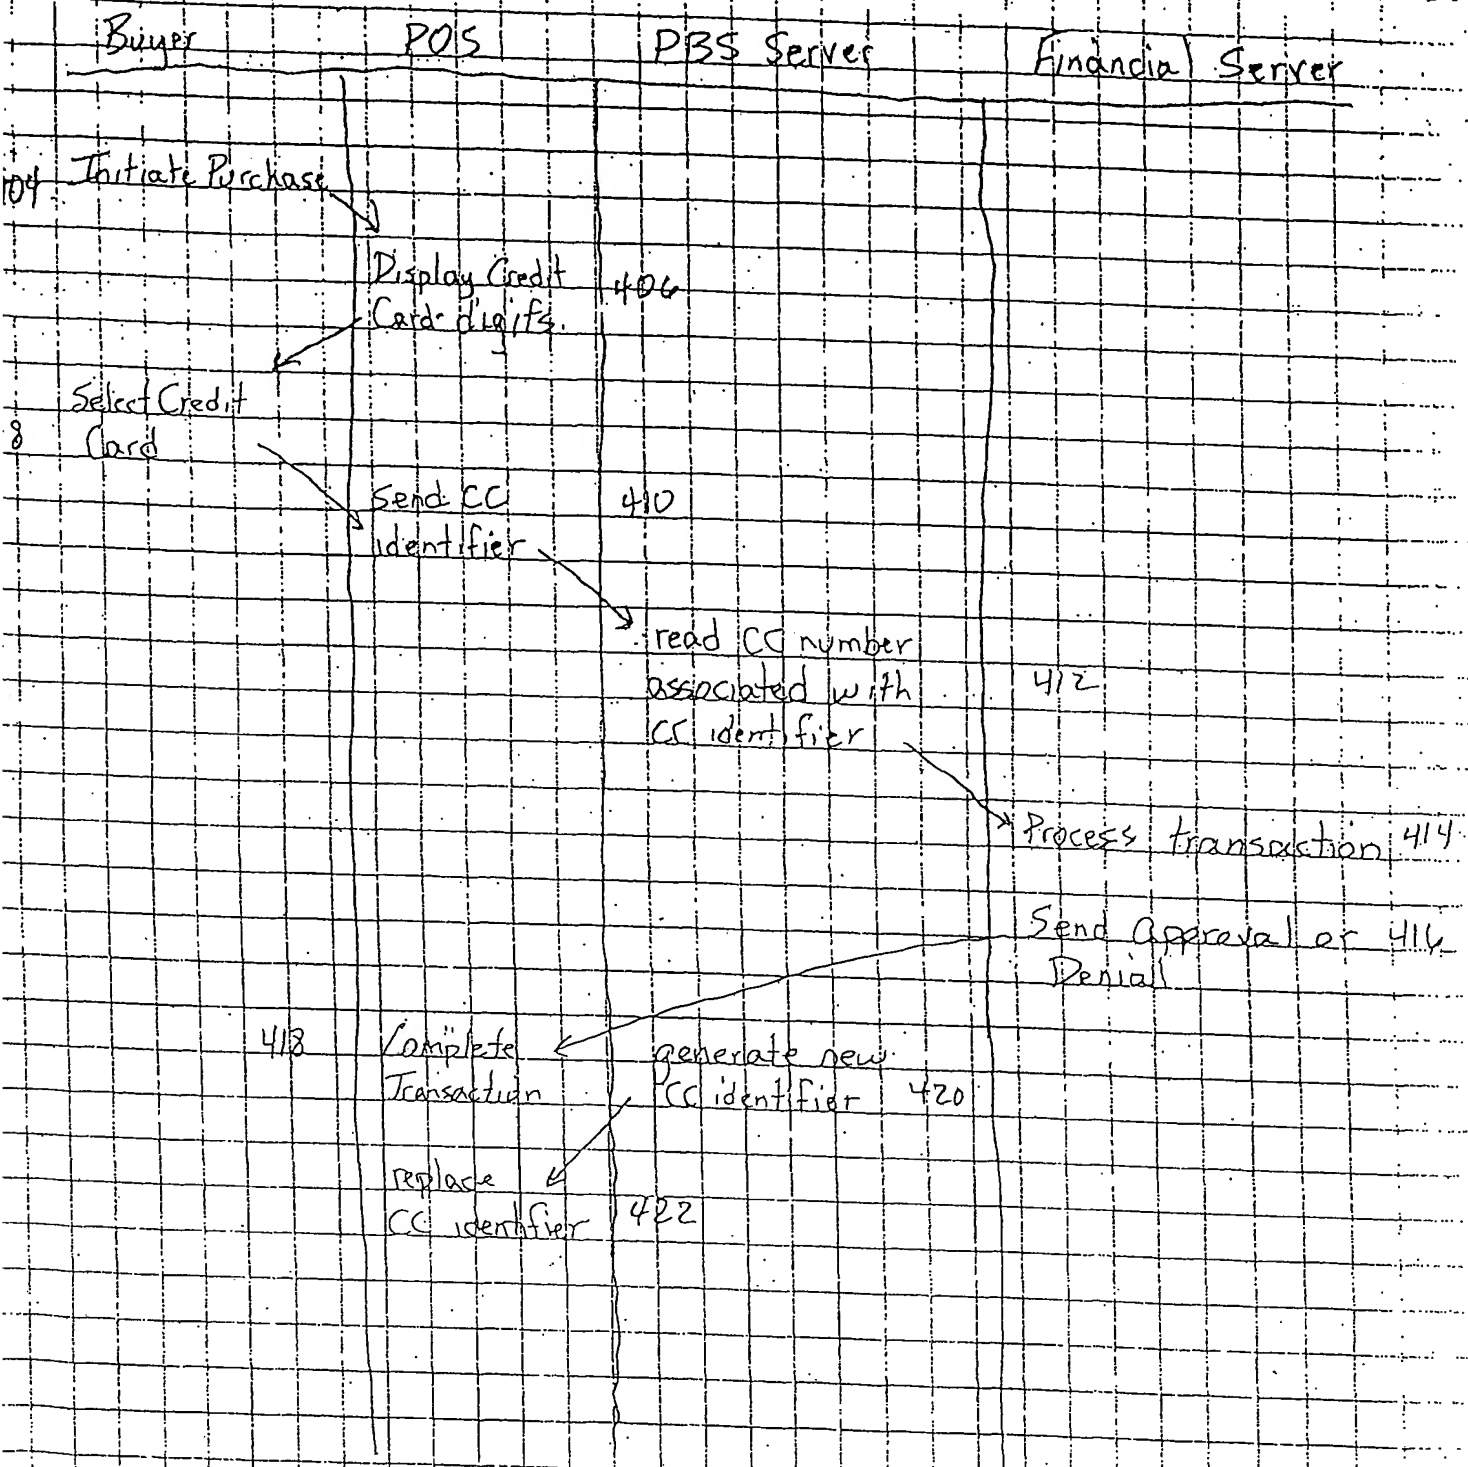 Buyer POS PBS Server Financial Server
104 Initiate Purchase
Display Credit 406
Card digits.
Select Credit
8 Card
Send CC 410
identifier
read CC number
associated with 412
CC identifier
Process transaction 414
Send approval or 416
Denial
418 Complete generate new
Transaction CC identifier 420
replace
CC identifier 422